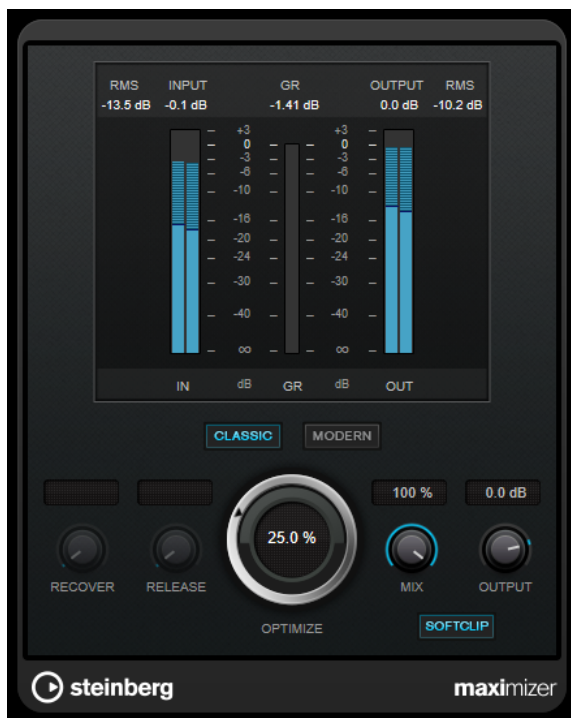 RMS INPUT GR OUTPUT RMS
-13.5 dB -0.1 dB -1.41 dB 0.0 dB -10.2 dB
+3 +3
0 0
-3 -3
-6 -6
-10 -10
-16 -16
-20 -20
-24 -24
-30 -30
-40 -40
∞ ∞
IN dB GR dB OUT
CLASSIC MODERN
100 % 0.0 dB
25.0 %
RECOVER RELEASE MIX OUTPUT
OPTIMIZE SOFTCLIP
steinberg maximizer